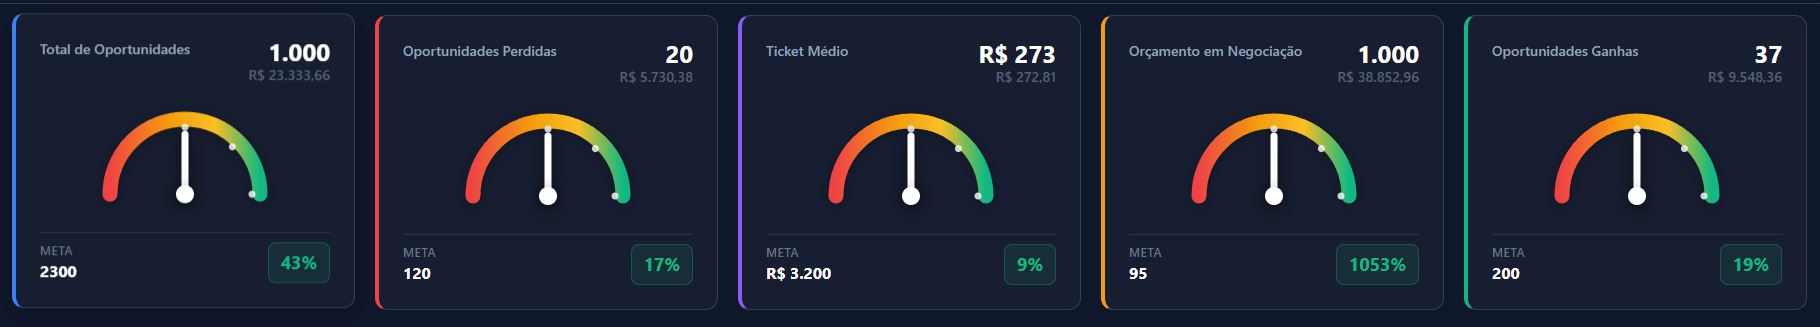 Total de Oportunidades
1.000
R$ 23.333,66
META
2300
43%
Oportunidades Perdidas
20
R$ 5.730,38
META
120
17%
Ticket Médio
R$ 273
R$ 272,81
META
R$ 3.200
9%
Orçamento em Negociação
1.000
R$ 38.852,96
META
95
1053%
Oportunidades Ganhas
37
R$ 9.548,36
META
200
19%